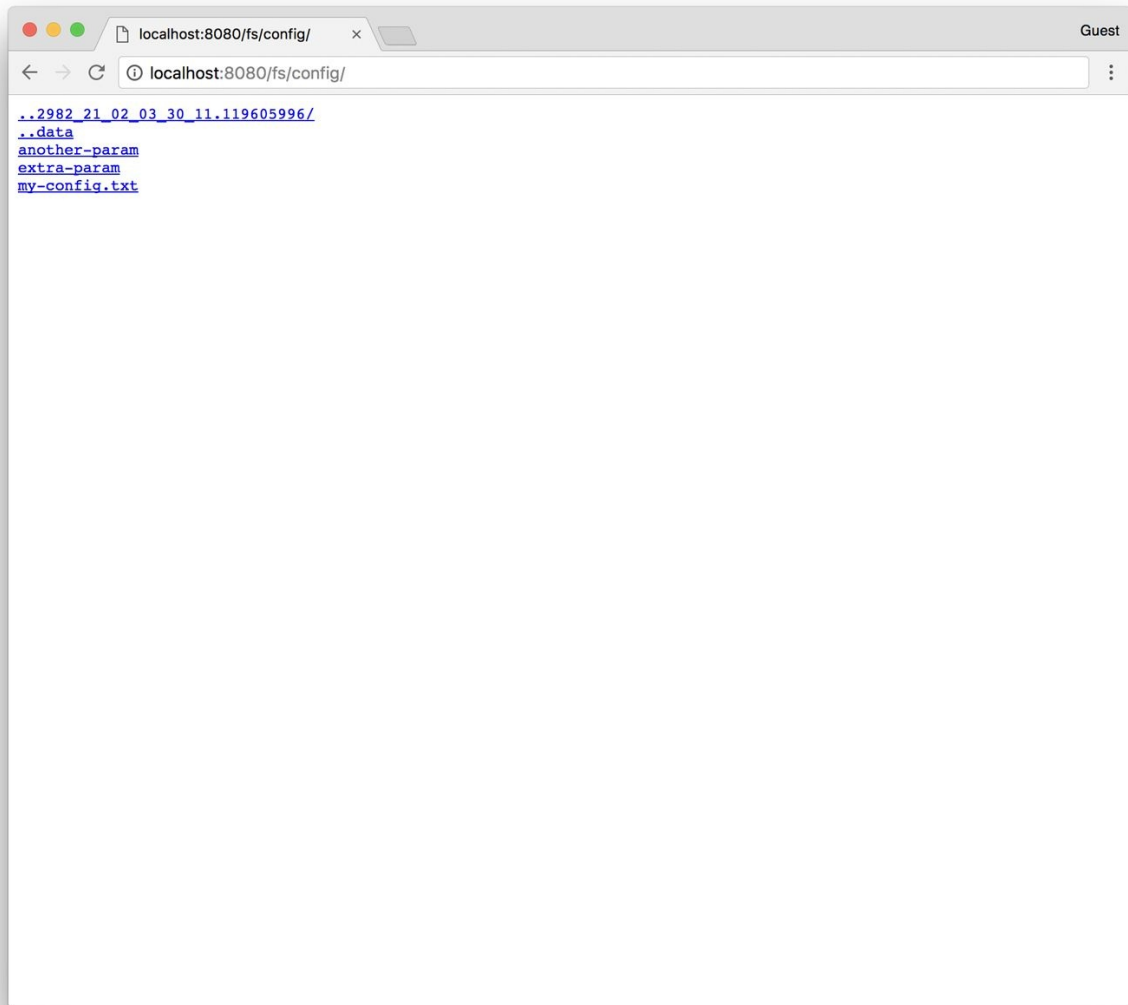 localhost:8080/fs/config/
Guest
localhost:8080/fs/config/
..2982_21_02_03_30_11.119605996/
..data
another-param
extra-param
my-config.txt